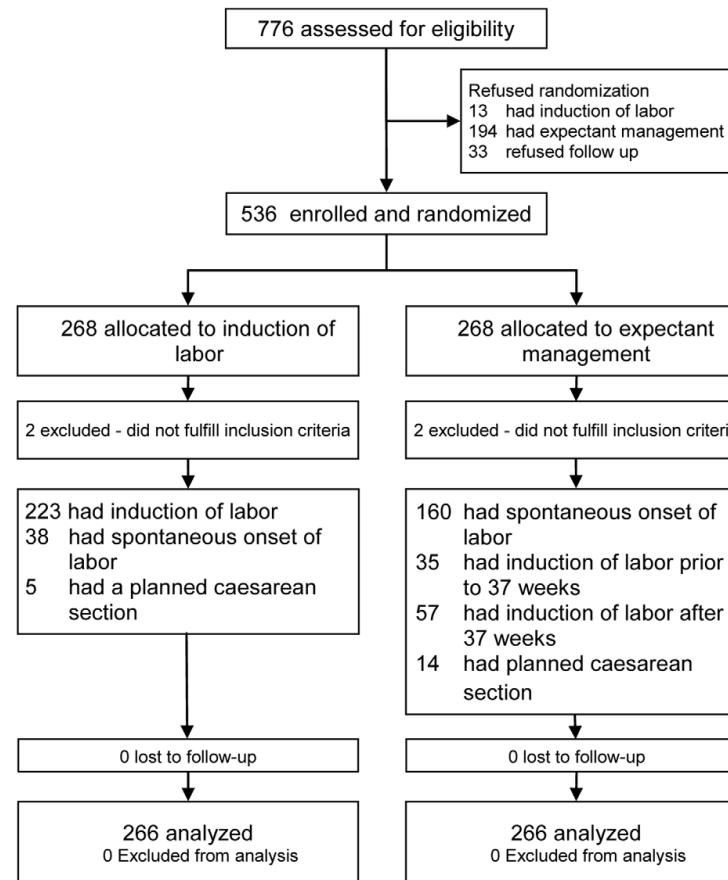 776 assessed for eligibility
Refused randomization
13 had induction of labor
194 had expectant management
33 refused follow up
536 enrolled and randomized
268 allocated to induction of
labor
268 allocated to expectant
management
2 excluded - did not fulfill inclusion criteria
2 excluded - did not fulfill inclusion criteri
223 had induction of labor
38 had spontaneous onset of
labor
5 had a planned caesarean
section
160 had spontaneous onset of
labor
35 had induction of labor prior
to 37 weeks
57 had induction of labor after
37 weeks
14 had planned caesarean
section
0 lost to follow-up
0 lost to follow-up
266 analyzed
0 Excluded from analysis
266 analyzed
0 Excluded from analysis